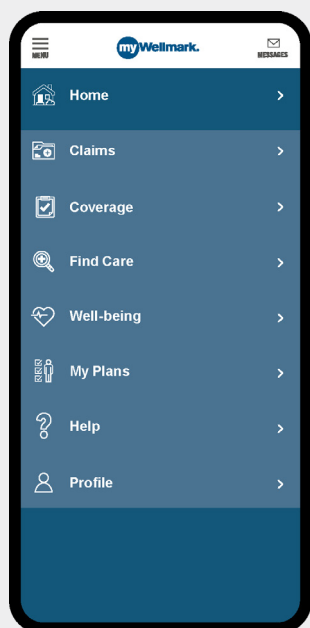 MENU
myWellmark.
MESSAGES
Home
Claims
Coverage
Find Care
Well-being
My Plans
Help
Profile